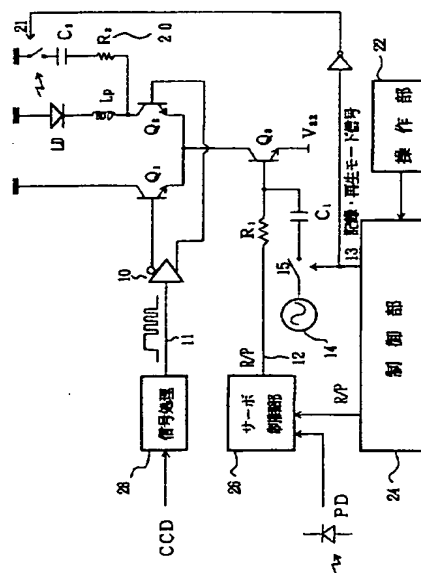 21
C₂
R₂
20
LD
Lp
Q₁
Q₂
10
11
信号処理
28
CCD
Q₃
V_EE
R₁
C₁
R/P
12
15
14
サーボ
制御部
26
PD
R/P
13 記録・再生モード信号
22
操作部
制御部
24